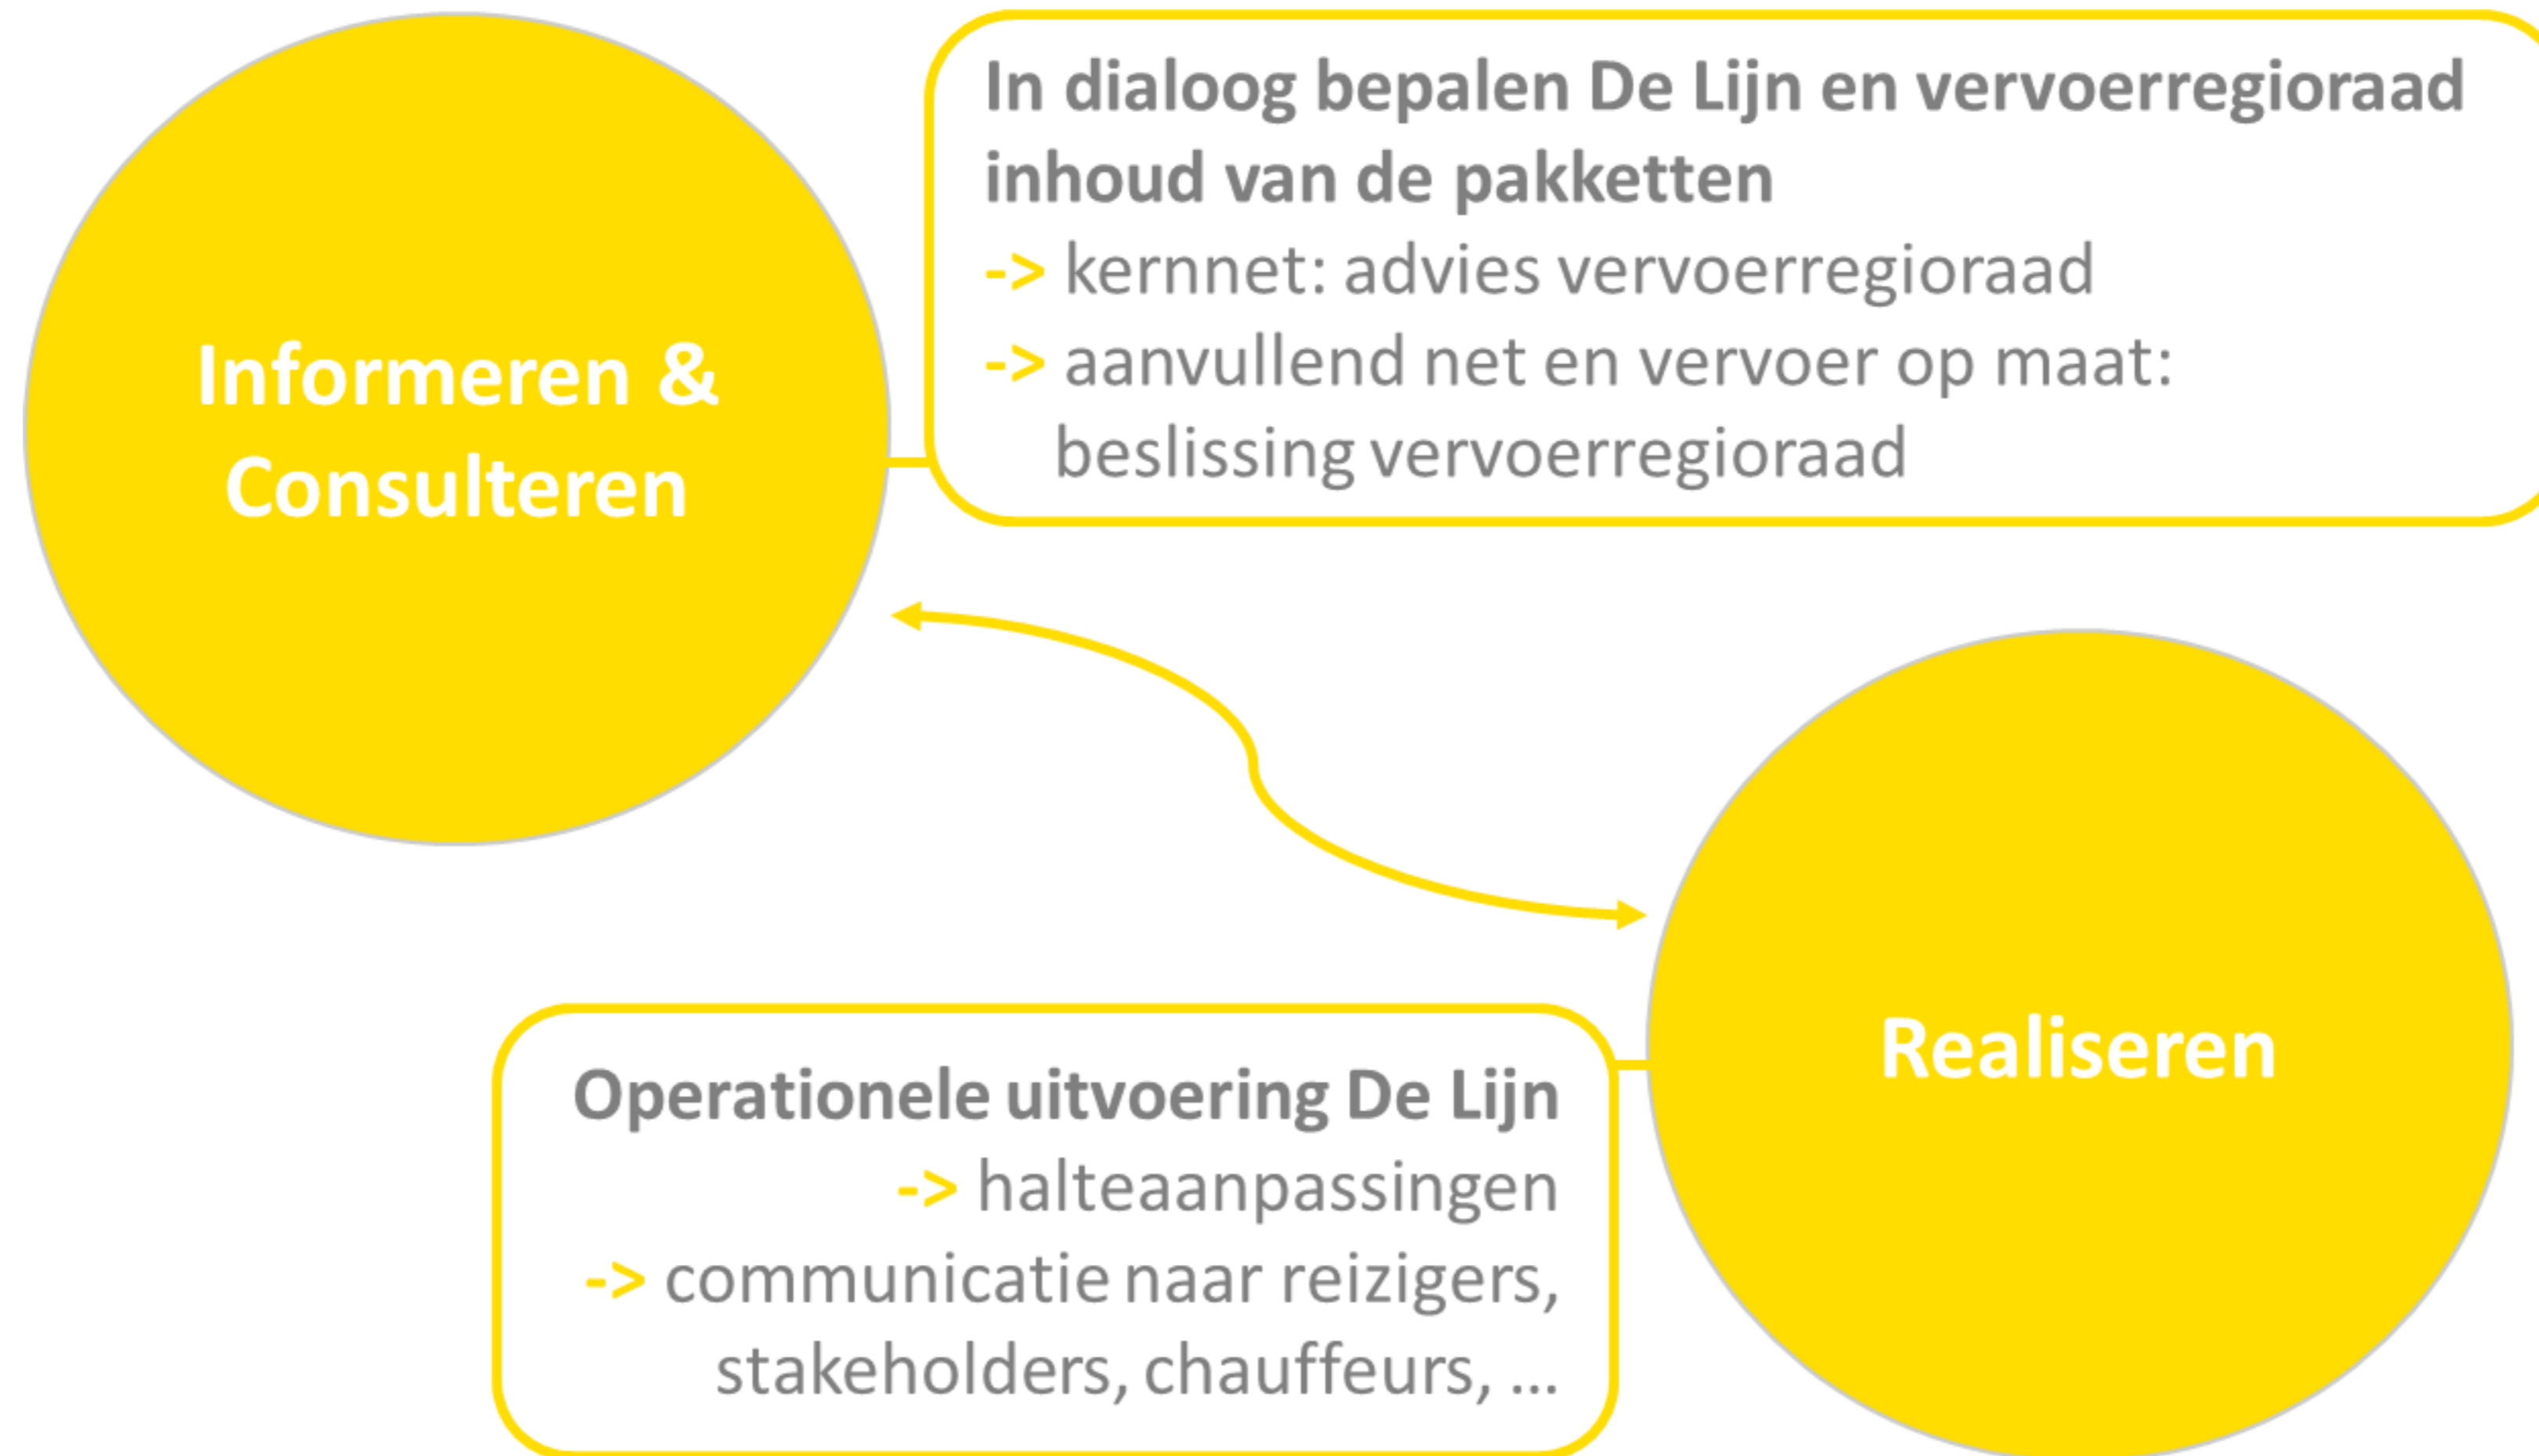 Informeren &
Consulteren
In dialoog bepalen De Lijn en vervoerregioraad
inhoud van de pakketten
-> kernnet: advies vervoerregioraad
-> aanvullend net en vervoer op maat:
beslissing vervoerregioraad
Realiseren
Operationele uitvoering De Lijn
-> halteaanpassingen
-> communicatie naar reizigers,
stakeholders, chauffeurs, ...